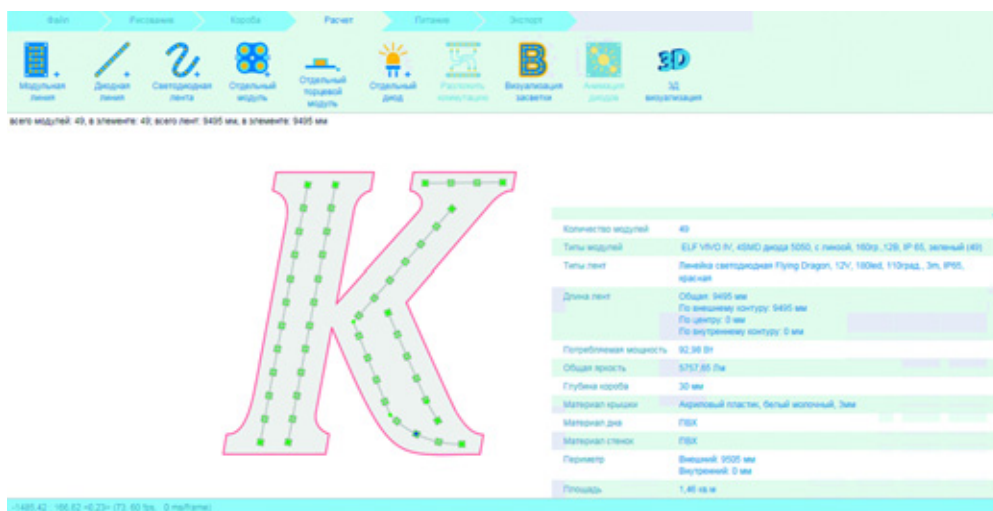 Файл Рисование Короба Расчет Питание Экспорт
Модульная линия
Диодная линия
Светодиодная лента
Отдельный модуль
Отдельный торцевой модуль
Отдельный диод
Разложить коммутацию
Визуализация засветки
Анимация диодов
3D
3Д визуализация
всего модулей: 49, в элементе: 49; всего лент: 9495 мм, в элементе: 9495 мм
Количество модулей 49
Типы модулей ELF VIVO IV, 4SMD диода 5050, с линзой, 160гр.,12В, IP 65, зеленый (49)
Типы лент Линейка светодиодная Flying Dragon, 12V, 180led, 110град., 3m, IP65,
красная
Длина лент Общая: 9495 мм
По внешнему контуру: 9495 мм
По центру: 0 мм
По внутреннему контуру: 0 мм
Потребляемая мощность 92,98 Вт
Общая яркость 5757,65 Лм
Глубина короба 30 мм
Материал крышки Акриловый пластик, белый молочный, 3мм
Материал дна ПВХ
Материал стенок ПВХ
Периметр Внешний: 9505 мм
Внутренний: 0 мм
Площадь 1,46 кв.м